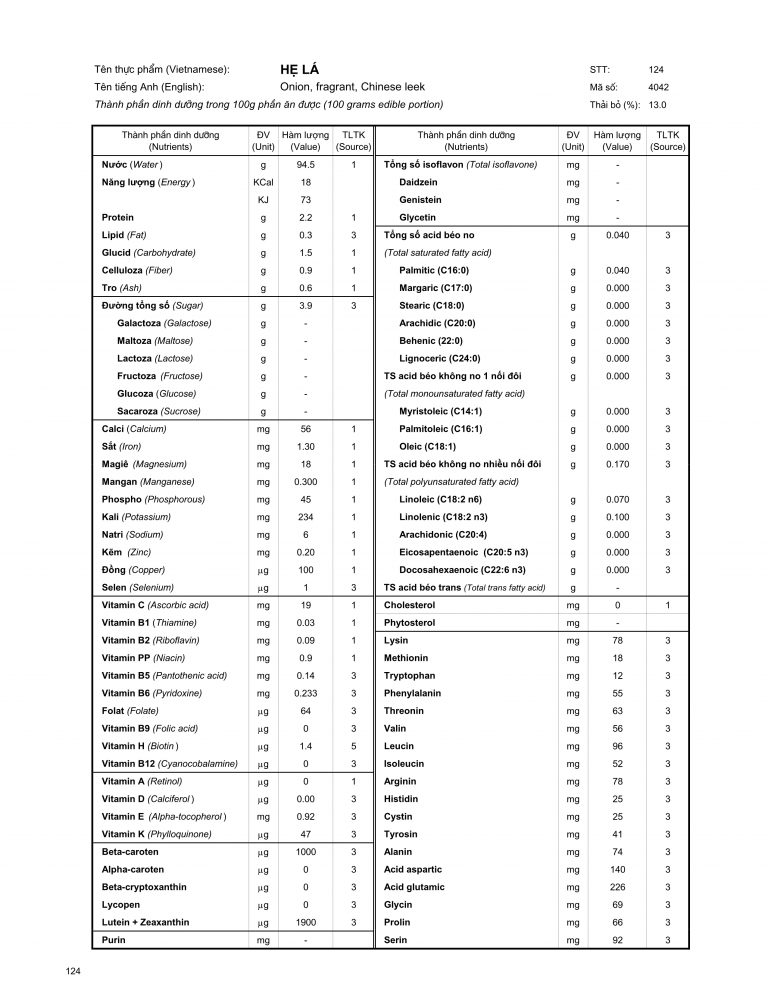 Tên thực phẩm (Vietnamese): HẸ LÁ STT: 124
Tên tiếng Anh (English): Onion, fragrant, Chinese leek Mã số: 4042
Thành phần dinh dưỡng trong 100g phần ăn được (100 grams edible portion) Thải bỏ (%): 13.0
Thành phần dinh dưỡng ĐV Hàm lượng TLTK
(Nutrients) (Unit) (Value) (Source)
Nước (Water) g 94.5 1
Năng lượng (Energy) KCal 18
KJ 73
Protein g 2.2 1
Lipid (Fat) g 0.3 3
Glucid (Carbohydrate) g 1.5 1
Celluloza (Fiber) g 0.9 1
Tro (Ash) g 0.6 1
Đường tổng số (Sugar) g 3.9 3
Galactoza (Galactose) g -
Maltoza (Maltose) g -
Lactoza (Lactose) g -
Fructoza (Fructose) g -
Glucoza (Glucose) g -
Sacaroza (Sucrose) g -
Calci (Calcium) mg 56 1
Sắt (Iron) mg 1.30 1
Magiê (Magnesium) mg 18 1
Mangan (Manganese) mg 0.300 1
Phospho (Phosphorous) mg 45 1
Kali (Potassium) mg 234 1
Natri (Sodium) mg 6 1
Kẽm (Zinc) mg 0.20 1
Đồng (Copper) μg 100 1
Selen (Selenium) μg 1 3
Vitamin C (Ascorbic acid) mg 19 1
Vitamin B1 (Thiamine) mg 0.03 1
Vitamin B2 (Riboflavin) mg 0.09 1
Vitamin PP (Niacin) mg 0.9 1
Vitamin B5 (Pantothenic acid) mg 0.14 3
Vitamin B6 (Pyridoxine) mg 0.233 3
Folat (Folate) μg 64 3
Vitamin B9 (Folic acid) μg 0 3
Vitamin H (Biotin) μg 1.4 5
Vitamin B12 (Cyanocobalamine) μg 0 3
Vitamin A (Retinol) μg 0 1
Vitamin D (Calciferol) μg 0.00 3
Vitamin E (Alpha-tocopherol) mg 0.92 3
Vitamin K (Phylloquinone) μg 47 3
Beta-caroten μg 1000 3
Alpha-caroten μg 0 3
Beta-cryptoxanthin μg 0 3
Lycopen μg 0 3
Lutein + Zeaxanthin μg 1900 3
Purin mg -
Thành phần dinh dưỡng ĐV Hàm lượng TLTK
(Nutrients) (Unit) (Value) (Source)
Tổng số isoflavon (Total isoflavone) mg -
Daidzein mg -
Genistein mg -
Glycetin mg -
Tổng số acid béo no g 0.040 3
(Total saturated fatty acid)
Palmitic (C16:0) g 0.040 3
Margaric (C17:0) g 0.000 3
Stearic (C18:0) g 0.000 3
Arachidic (C20:0) g 0.000 3
Behenic (22:0) g 0.000 3
Lignoceric (C24:0) g 0.000 3
TS acid béo không no 1 nối đôi g 0.000 3
(Total monounsaturated fatty acid)
Myristoleic (C14:1) g 0.000 3
Palmitoleic (C16:1) g 0.000 3
Oleic (C18:1) g 0.000 3
TS acid béo không no nhiều nối đôi g 0.170 3
(Total polyunsaturated fatty acid)
Linoleic (C18:2 n6) g 0.070 3
Linolenic (C18:2 n3) g 0.100 3
Arachidonic (C20:4) g 0.000 3
Eicosapentaenoic (C20:5 n3) g 0.000 3
Docosahexaenoic (C22:6 n3) g 0.000 3
TS acid béo trans (Total trans fatty acid) g -
Cholesterol mg 0 1
Phytosterol mg -
Lysin mg 78 3
Methionin mg 18 3
Tryptophan mg 12 3
Phenylalanin mg 55 3
Threonin mg 63 3
Valin mg 56 3
Leucin mg 96 3
Isoleucin mg 52 3
Arginin mg 78 3
Histidin mg 25 3
Cystin mg 25 3
Tyrosin mg 41 3
Alanin mg 74 3
Acid aspartic mg 140 3
Acid glutamic mg 226 3
Glycin mg 69 3
Prolin mg 66 3
Serin mg 92 3
124